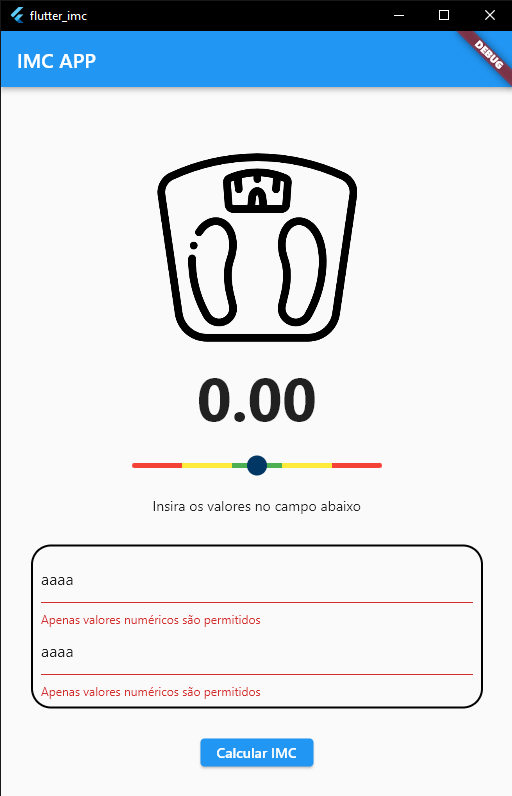 flutter_imc
IMC APP
DEBUG
0.00
Insira os valores no campo abaixo
aaaa
Apenas valores numéricos são permitidos
aaaa
Apenas valores numéricos são permitidos
Calcular IMC